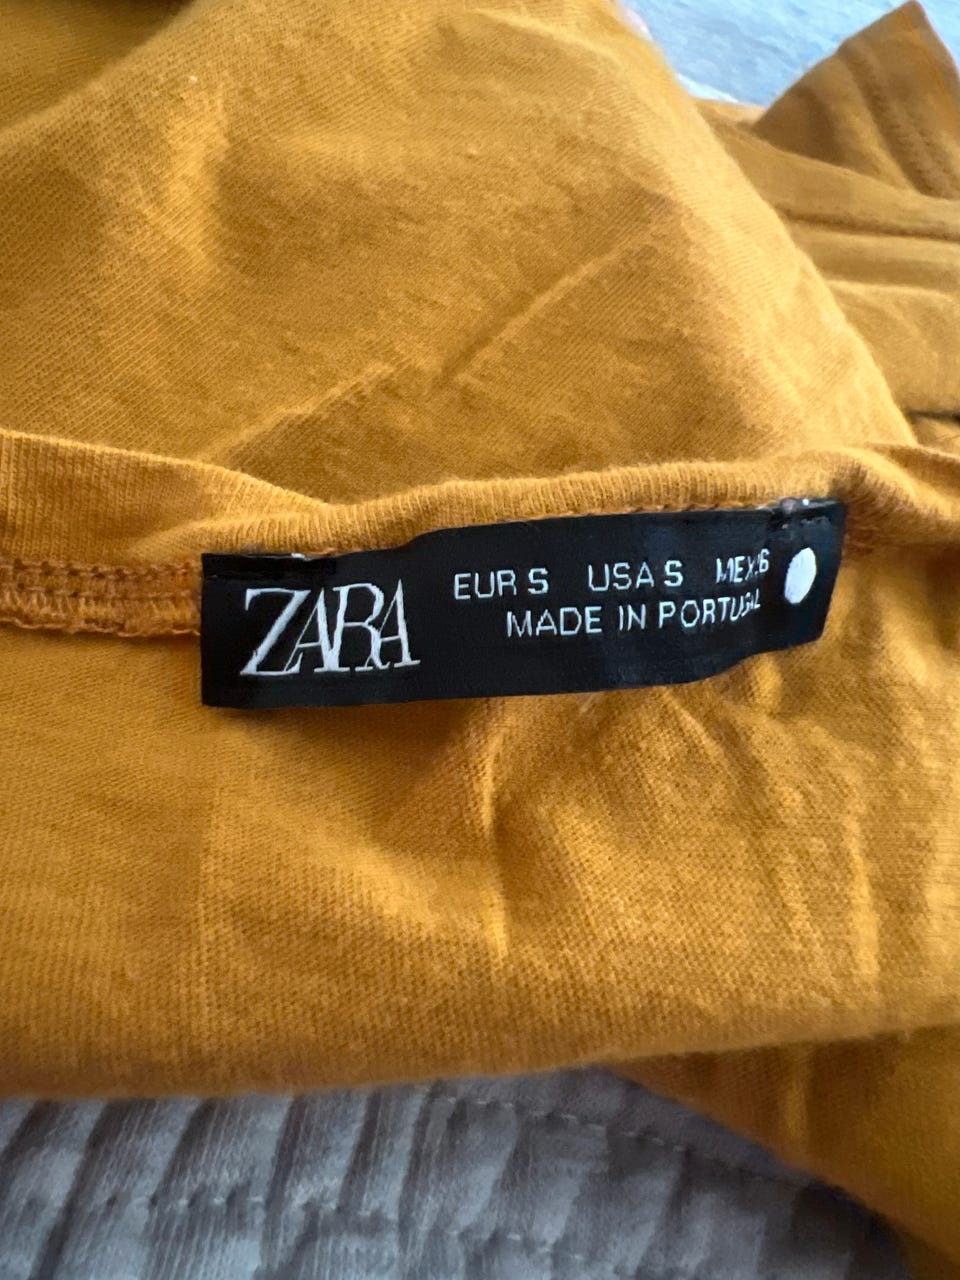 ZARA
EUR S USA S MEX 26
MADE IN PORTUGAL